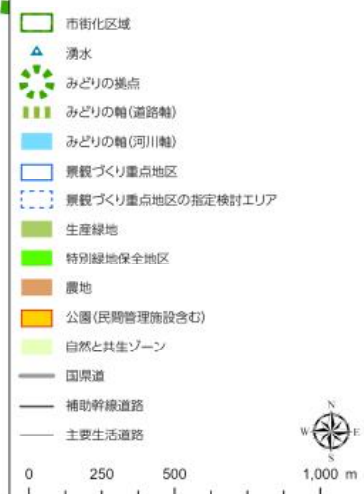 市街化区域
湧水
みどりの拠点
みどりの軸(道路軸)
みどりの軸(河川軸)
景観づくり重点地区
景観づくり重点地区の指定検討エリア
生産緑地
特別緑地保全地区
農地
公園(民間管理施設含む)
自然と共生ゾーン
国県道
補助幹線道路
主要生活道路
N
W E
S
0 250 500 1,000 m